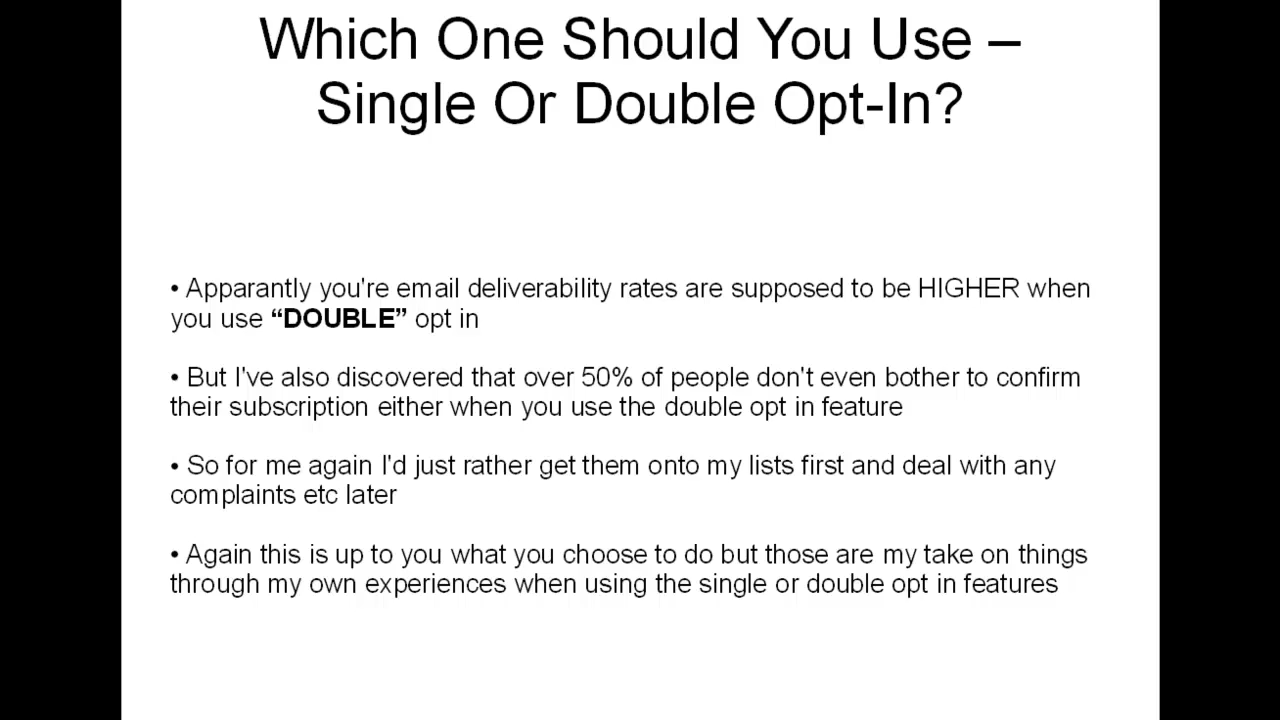 Which One Should You Use –
Single Or Double Opt-In?
• Apparantly you're email deliverability rates are supposed to be HIGHER when
you use “DOUBLE” opt in
• But I've also discovered that over 50% of people don't even bother to confirm
their subscription either when you use the double opt in feature
• So for me again I'd just rather get them onto my lists first and deal with any
complaints etc later
• Again this is up to you what you choose to do but those are my take on things
through my own experiences when using the single or double opt in features